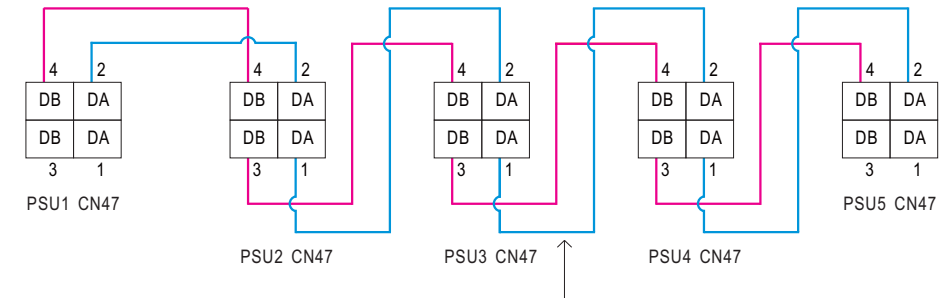 4 2 4 2 4 2 4 2 4 2
DB DA DB DA DB DA DB DA DB DA
DB DA DB DA DB DA DB DA DB DA
3 1 3 1 3 1 3 1 3 1
PSU1 CN47 PSU5 CN47
PSU2 CN47 PSU3 CN47 PSU4 CN47